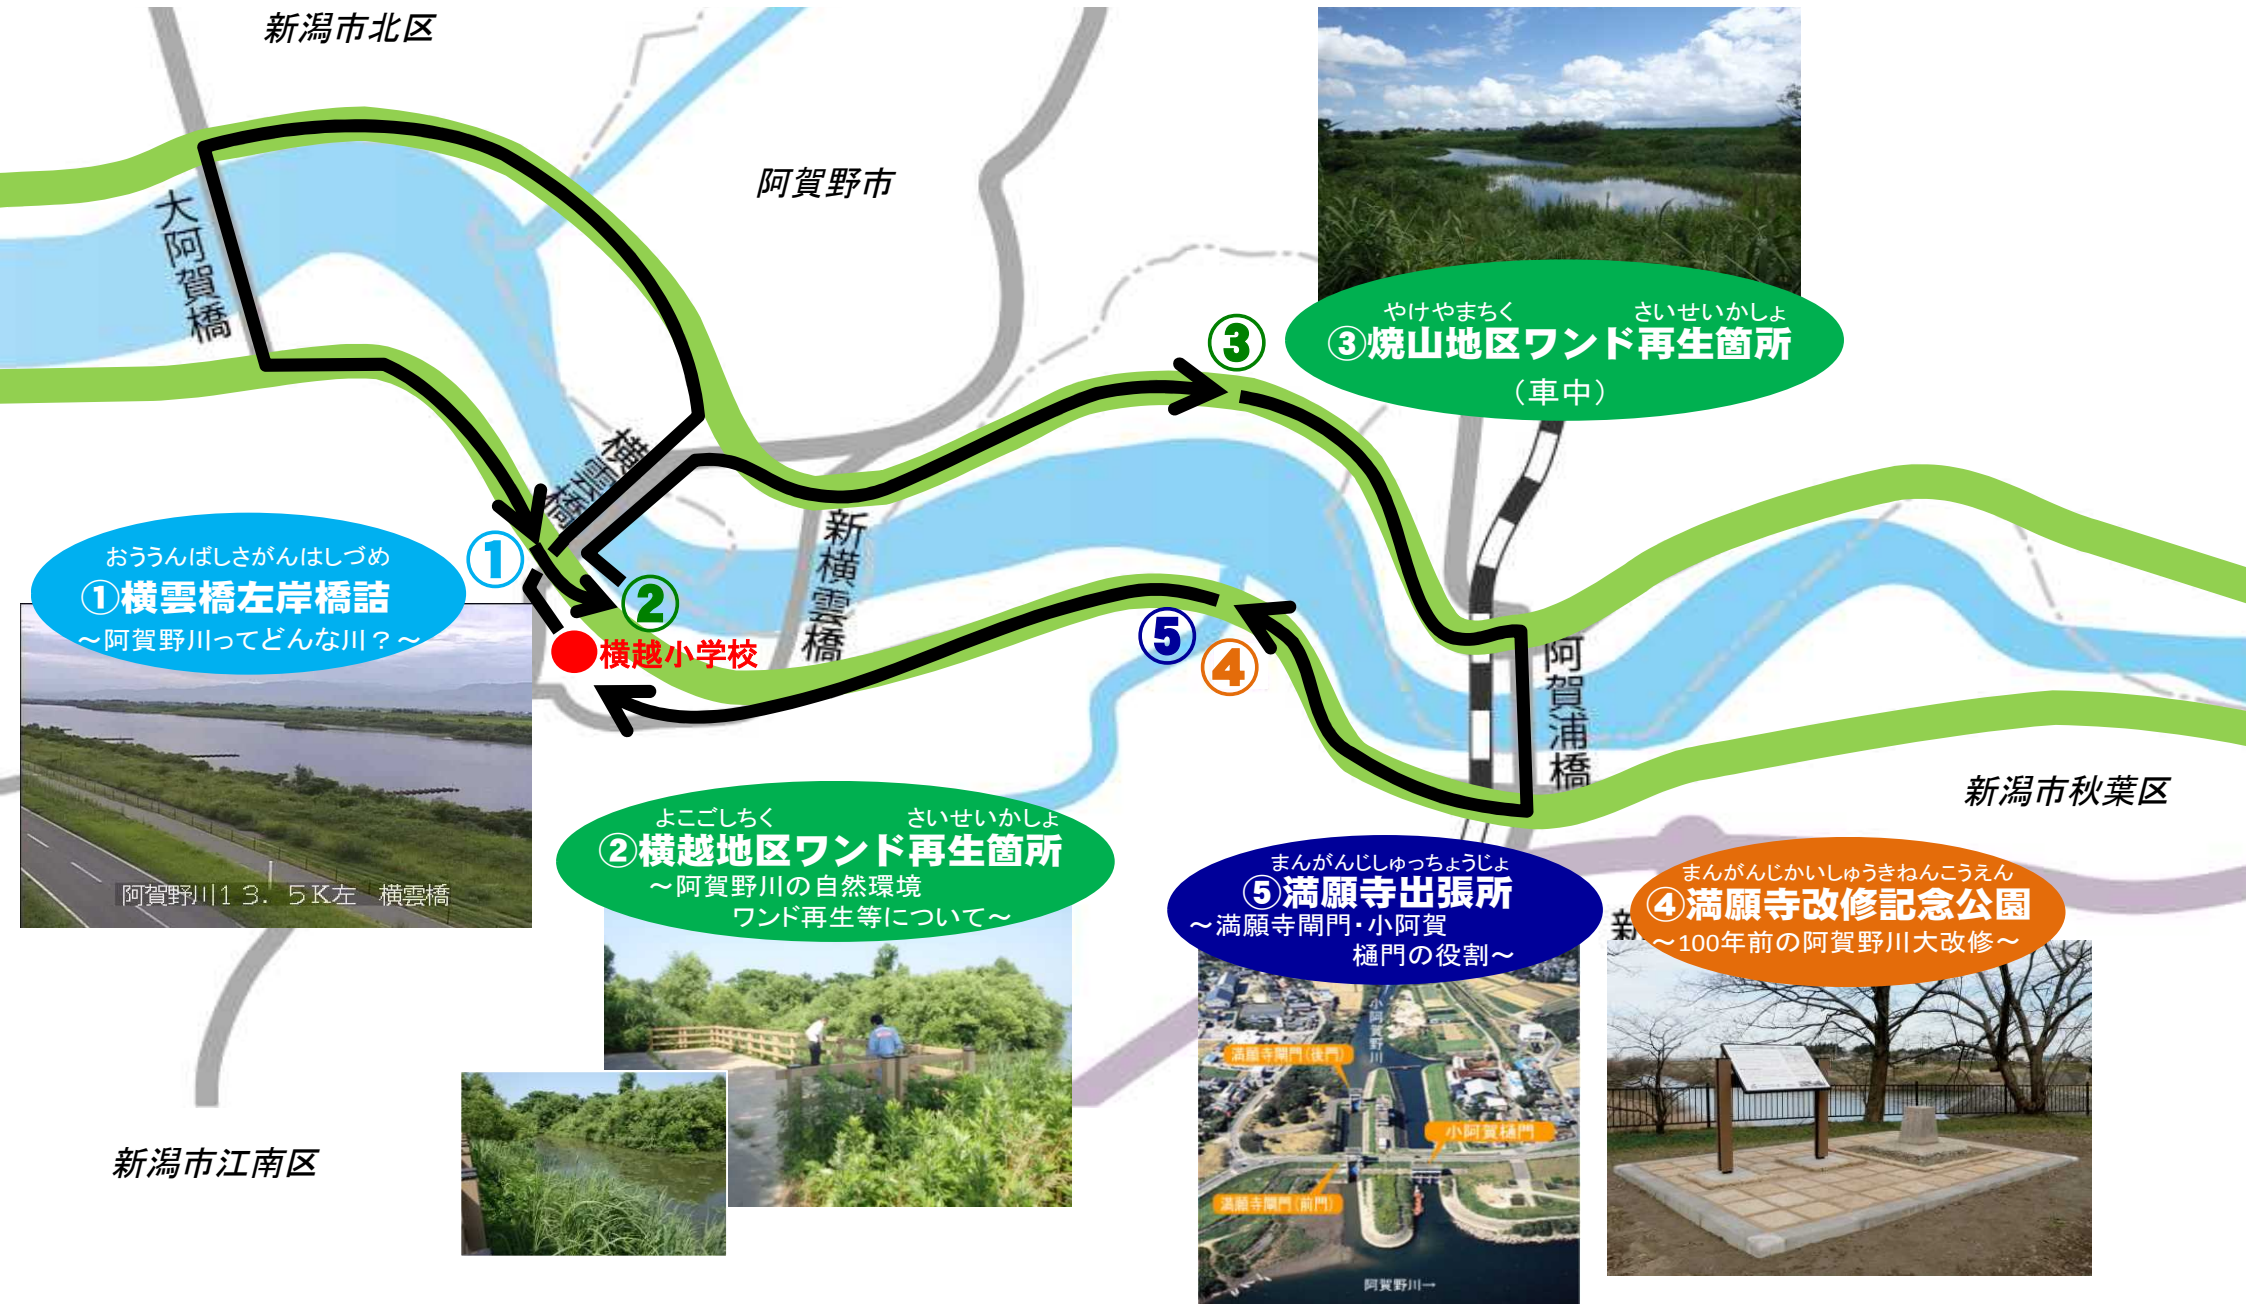 新潟市北区
阿賀野市
大阿賀橋
横雲橋
新横雲橋
阿賀浦橋
③
やけやまちく さいせいかしょ
③焼山地区ワンド再生箇所
（車中）
①
おううんばしさがんはしづめ
①横雲橋左岸橋詰
～阿賀野川ってどんな川？～
阿賀野川１３．５Ｋ左 横雲橋
②
横越小学校
⑤
④
新潟市秋葉区
よこごしちく さいせいかしょ
②横越地区ワンド再生箇所
～阿賀野川の自然環境
ワンド再生等について～
まんがんじしゅっちょうじょ
⑤満願寺出張所
～満願寺閘門・小阿賀
樋門の役割～
小阿賀野川
満願寺閘門（後門）
小阿賀樋門
満願寺閘門（前門）
阿賀野川→
まんがんじかいしゅうきねんこうえん
④満願寺改修記念公園
～100年前の阿賀野川大改修～
新
新潟市江南区